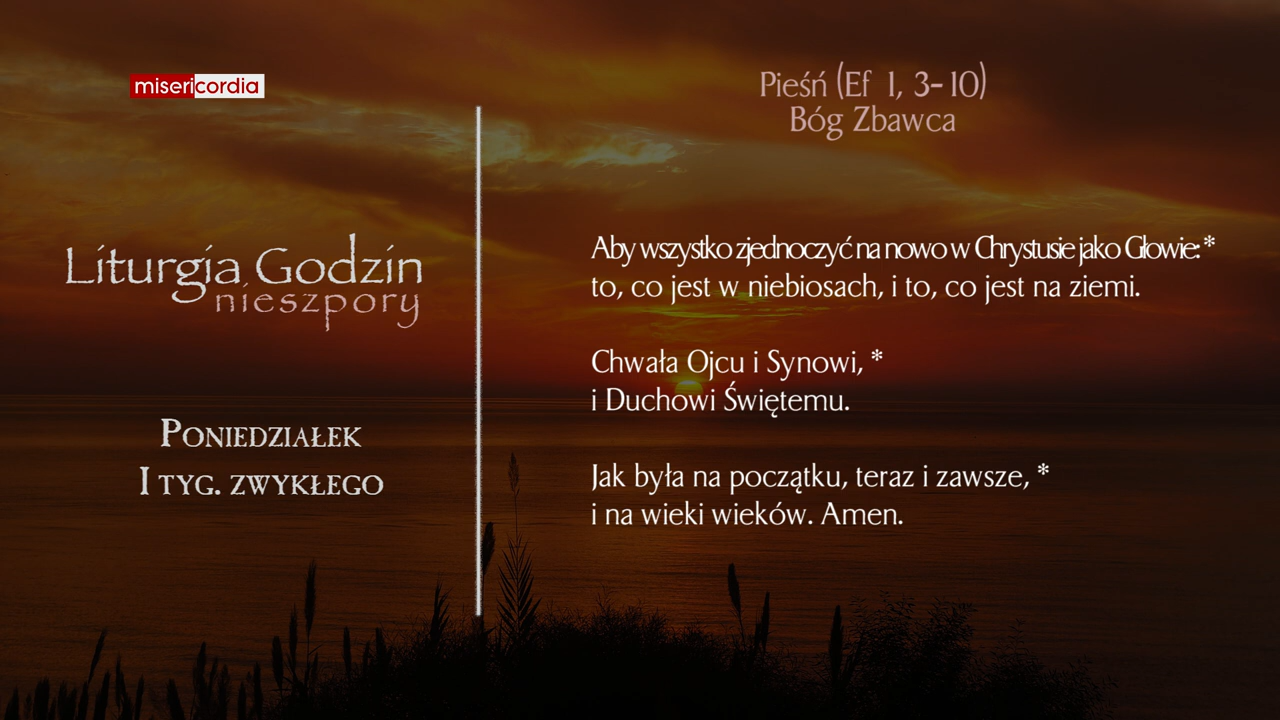 misericordia
Liturgia Godzin
nieszpory
Poniedziałek
I tyg. zwykłego
Pieśń (Ef 1, 3-10)
Bóg Zbawca
Aby wszystko zjednoczyć na nowo w Chrystusie jako Głowie: *
to, co jest w niebiosach, i to, co jest na ziemi.
Chwała Ojcu i Synowi, *
i Duchowi Świętemu.
Jak była na początku, teraz i zawsze, *
i na wieki wieków. Amen.